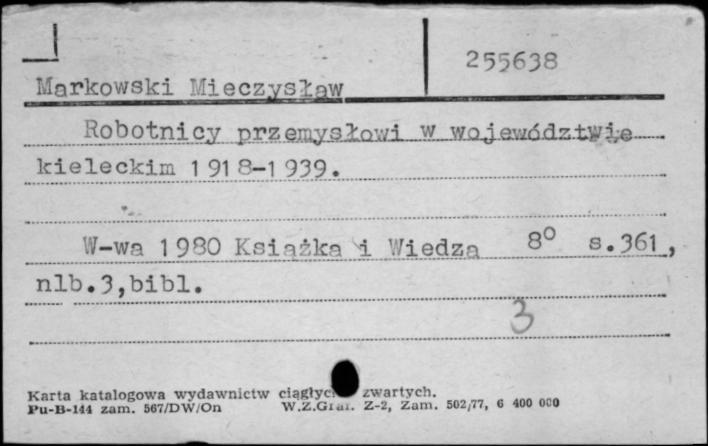 255638
Markowski Mieczysław
Robotnicy przemysłowi w województwie
kieleckim 1918-1939.
W-wa 1980 Książka i Wiedza 8° s.361,
nlb.3,bibl.
3
Karta katalogowa wydawnictw zwartych.
Pu-B-144 zam. 567/DW/On W.Z.Graf. Z-2, Zam. 502/77, 6 400 000